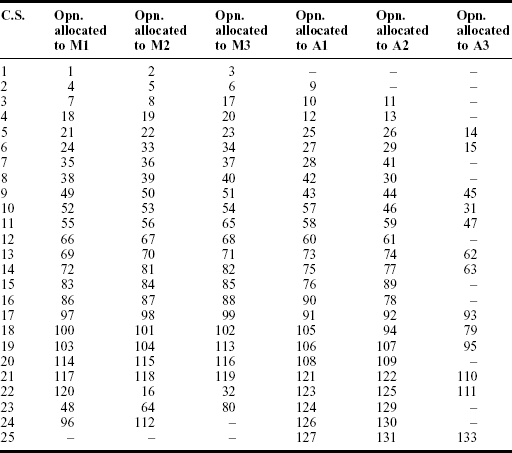 C.S. Opn. Opn. Opn. Opn. Opn. Opn.
allocated allocated allocated allocated allocated allocated
to M1 to M2 to M3 to A1 to A2 to A3
1 1 2 3 – – –
2 4 5 6 9 – –
3 7 8 17 10 11 –
4 18 19 20 12 13 –
5 21 22 23 25 26 14
6 24 33 34 27 29 15
7 35 36 37 28 41 –
8 38 39 40 42 30 –
9 49 50 51 43 44 45
10 52 53 54 57 46 31
11 55 56 65 58 59 47
12 66 67 68 60 61 –
13 69 70 71 73 74 62
14 72 81 82 75 77 63
15 83 84 85 76 89 –
16 86 87 88 90 78 –
17 97 98 99 91 92 93
18 100 101 102 105 94 79
19 103 104 113 106 107 95
20 114 115 116 108 109 –
21 117 118 119 121 122 110
22 120 16 32 123 125 111
23 48 64 80 124 129 –
24 96 112 – 126 130 –
25 – – – 127 131 133